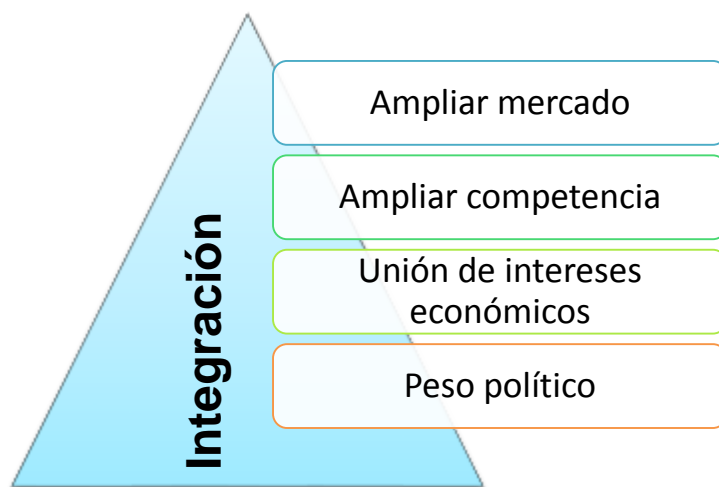 Integración
Ampliar mercado
Ampliar competencia
Unión de intereses
económicos
Peso político